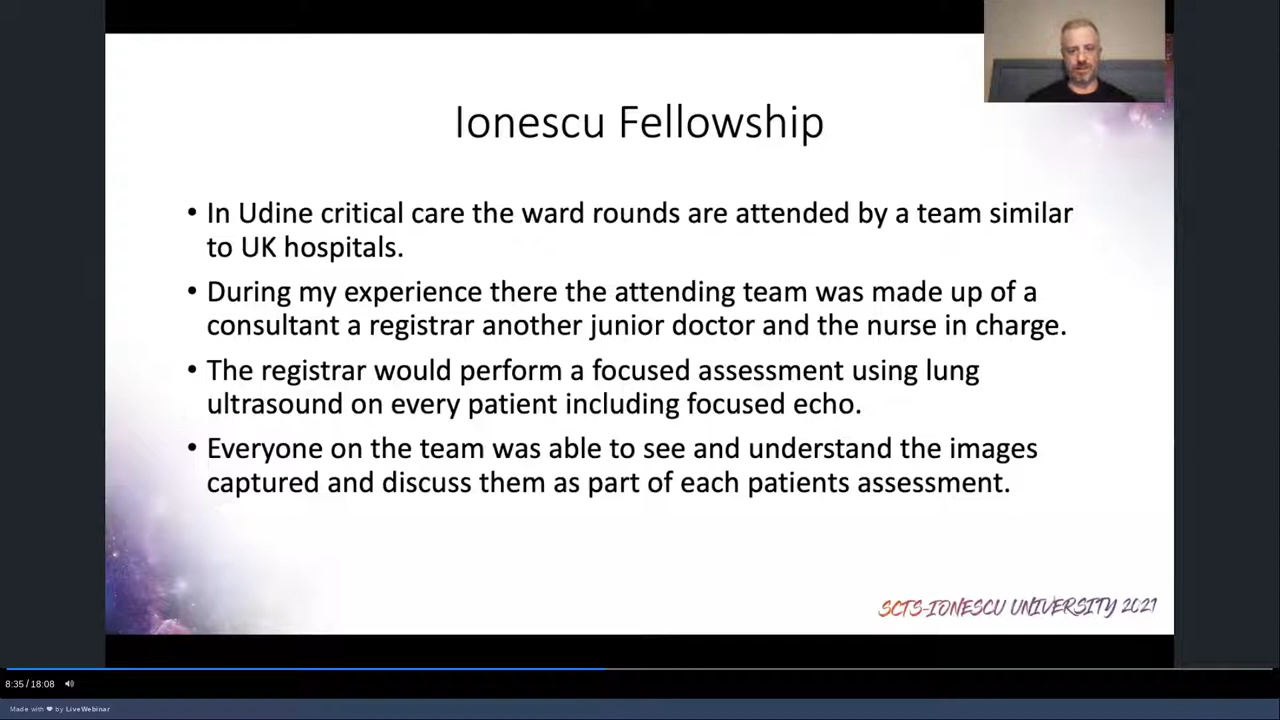 Ionescu Fellowship
• In Udine critical care the ward rounds are attended by a team similar
to UK hospitals.
• During my experience there the attending team was made up of a
consultant a registrar another junior doctor and the nurse in charge.
• The registrar would perform a focused assessment using lung
ultrasound on every patient including focused echo.
• Everyone on the team was able to see and understand the images
captured and discuss them as part of each patients assessment.
SCTS-IONESCU UNIVERSITY 2021
8:35 / 18:08
Made with ❤ by LiveWebinar